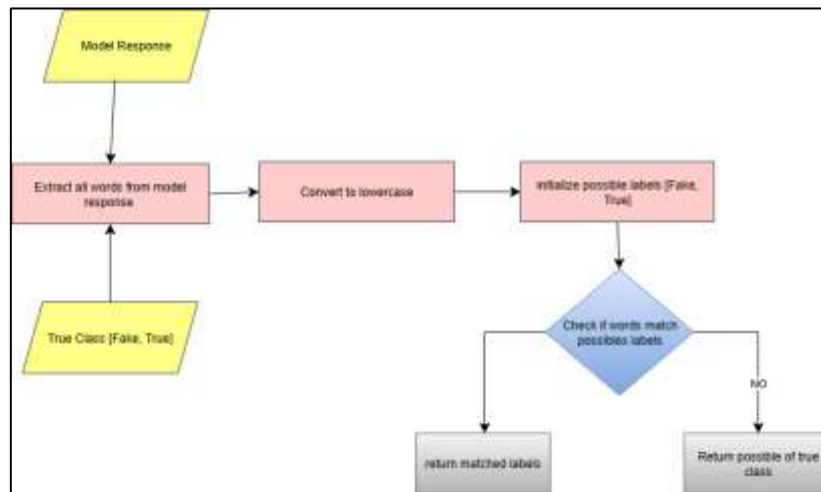 Model Response
Extract all words from model
response
Convert to lowercase
initialize possible labels [Fake,
True]
True Class [Fake, True]
Check if words match
possibles labels
NO
return matched labels
Return possible of true
class